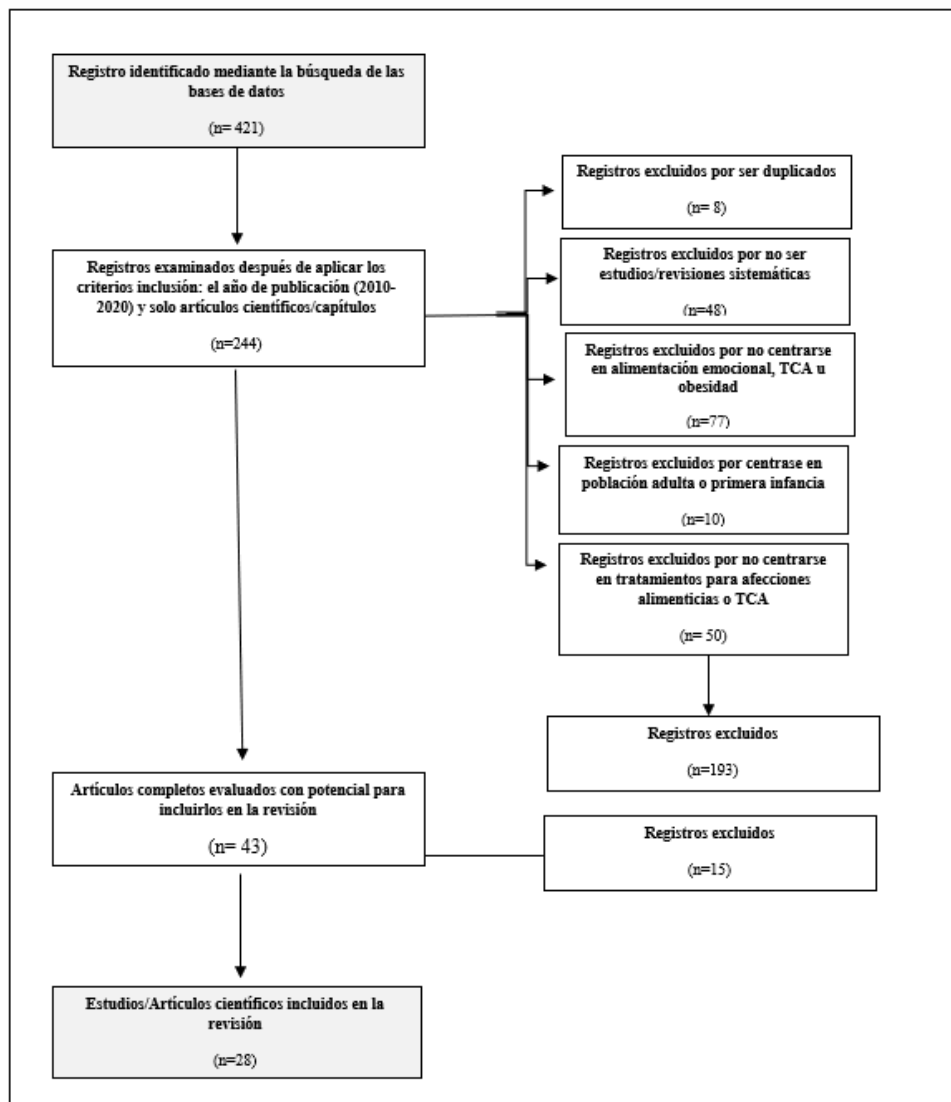 Registro identificado mediante la búsqueda de las
bases de datos
(n= 421)
Registros excluidos por ser duplicados
(n= 8)
Registros examinados después de aplicar los
criterios inclusión: el año de publicación (2010-
2020) y solo artículos científicos/capítulos
(n=244)
Registros excluidos por no ser
estudios/revisiones sistemáticas
(n=48)
Registros excluidos por no centrarse
en alimentación emocional, TCA u
obesidad
(n=77)
Registros excluidos por centrase en
población adulta o primera infancia
(n=10)
Registros excluidos por no centrarse
en tratamientos para afecciones
alimenticias o TCA
(n= 50)
Registros excluidos
(n=193)
Artículos completos evaluados con potencial para
incluirlos en la revisión
(n= 43)
Registros excluidos
(n=15)
Estudios/Artículos científicos incluidos en la
revisión
(n=28)